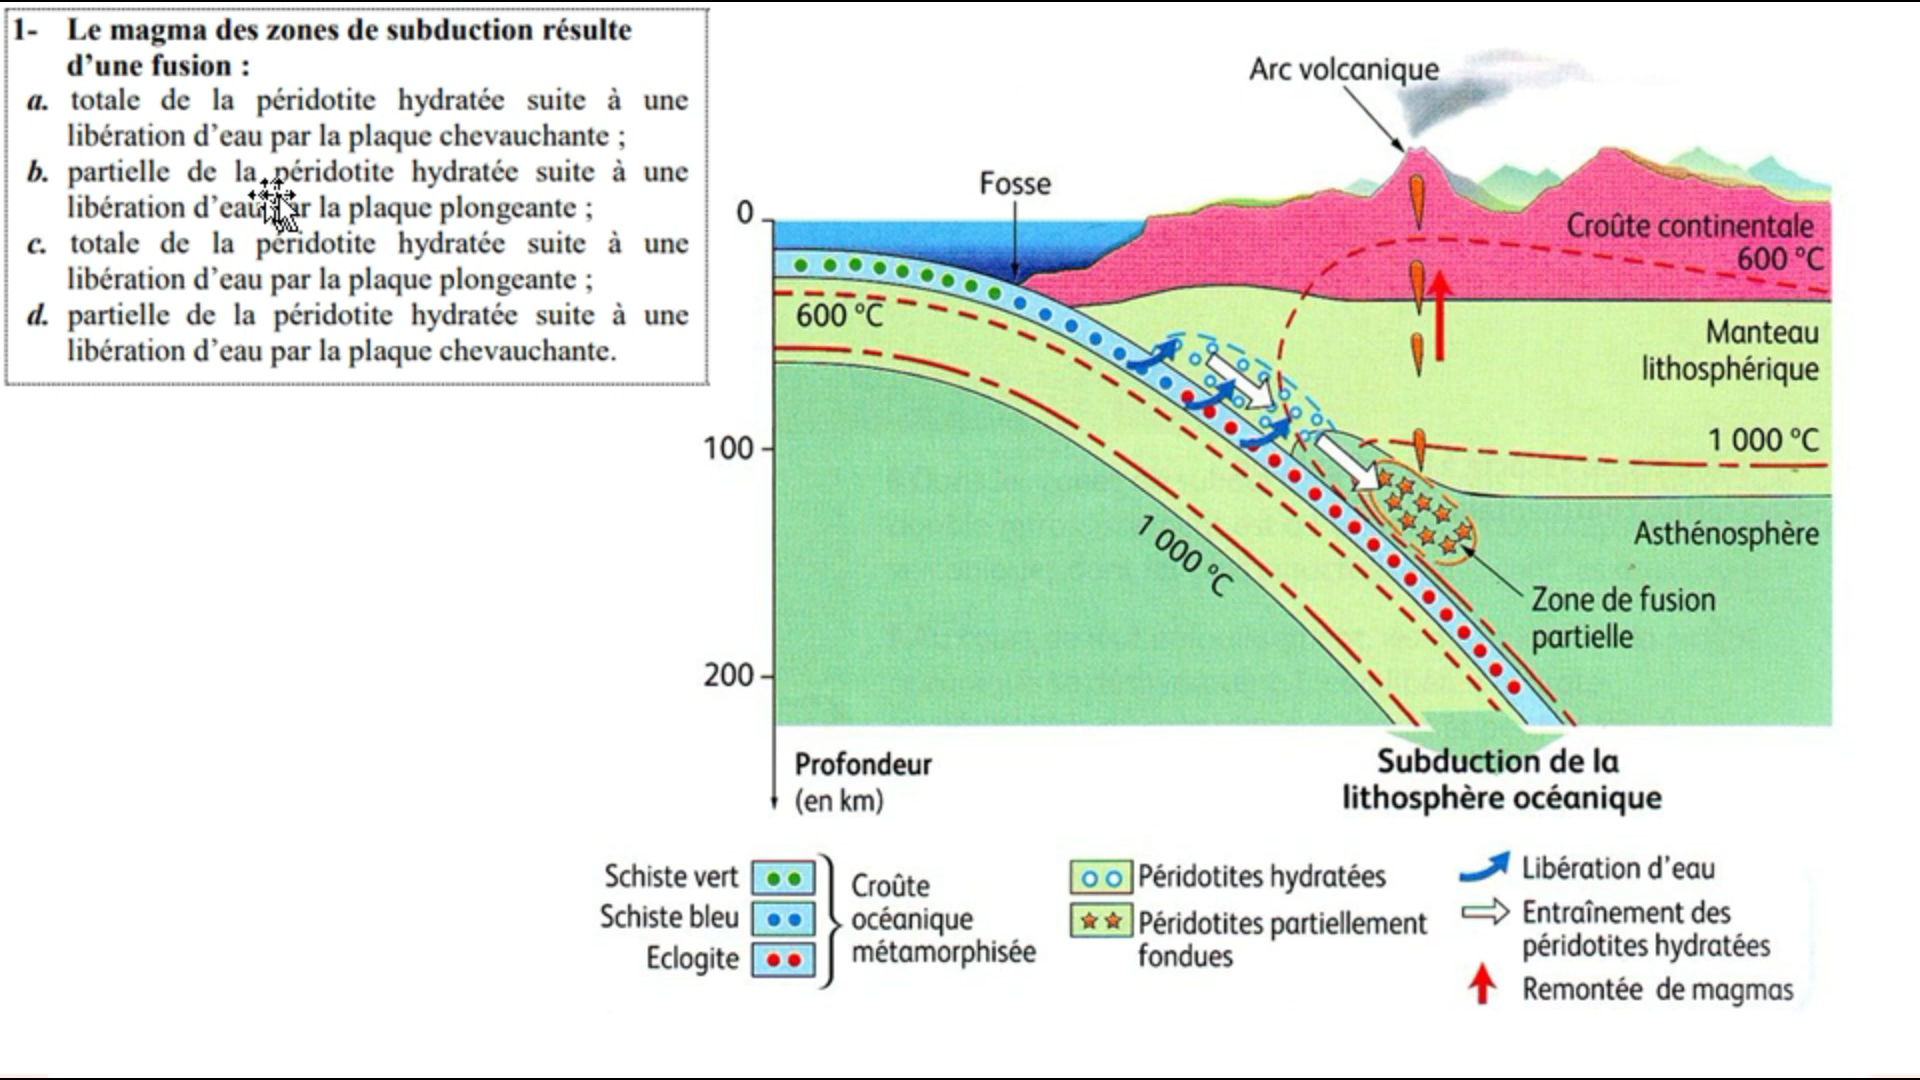 1- Le magma des zones de subduction résulte
d’une fusion :
a. totale de la péridotite hydratée suite à une
libération d’eau par la plaque chevauchante ;
b. partielle de la péridotite hydratée suite à une
libération d’eau par la plaque plongeante ;
c. totale de la péridotite hydratée suite à une
libération d’eau par la plaque plongeante ;
d. partielle de la péridotite hydratée suite à une
libération d’eau par la plaque chevauchante.
Arc volcanique
Fosse
0
Croûte continentale
600 °C
600 °C
Manteau
lithosphérique
100
1 000 °C
1 000 °C
Asthénosphère
Zone de fusion
partielle
200
Profondeur
(en km)
Subduction de la
lithosphère océanique
Schiste vert
Schiste bleu
Eclogite
Croûte
océanique
métamorphisée
Péridotites hydratées
Péridotites partiellement
fondues
Libération d’eau
Entraînement des
péridotites hydratées
Remontée de magmas